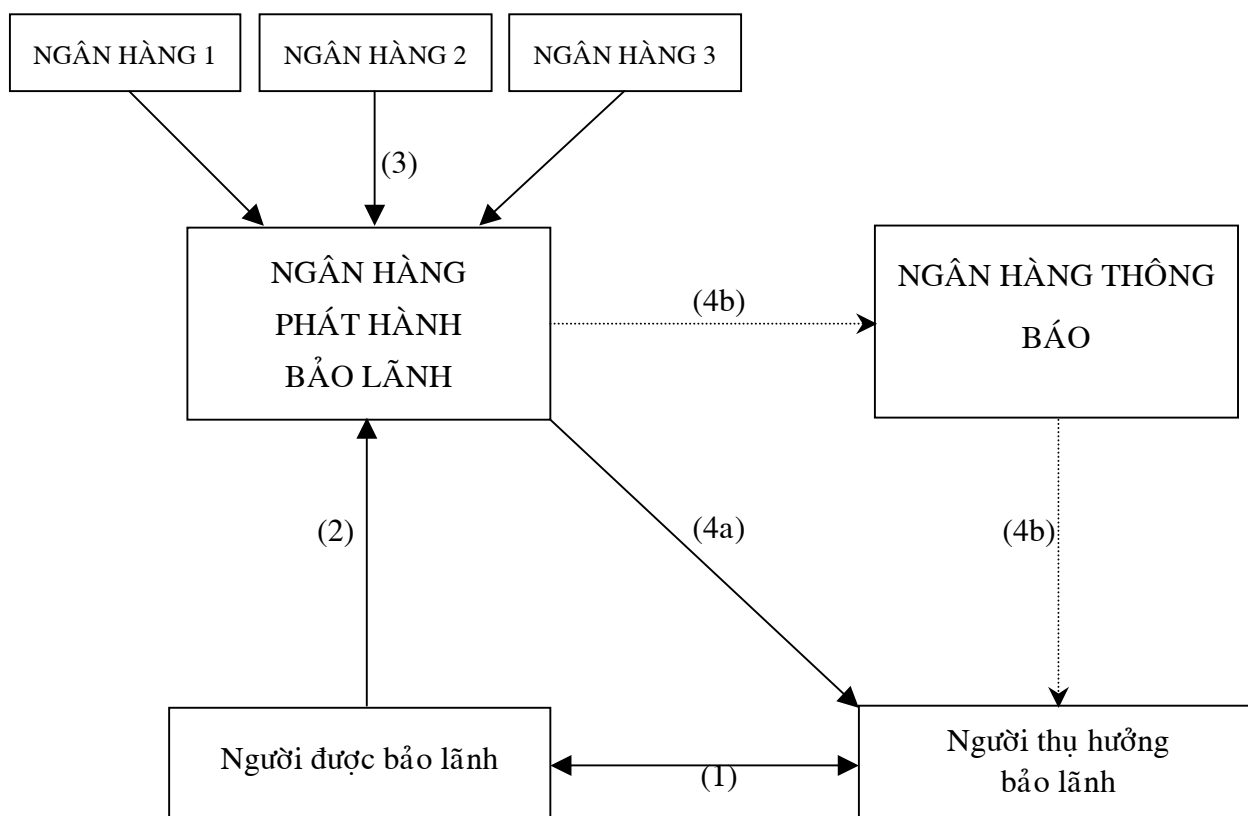 NGÂN HÀNG 1
NGÂN HÀNG 2
NGÂN HÀNG 3
(3)
NGÂN HÀNG
PHÁT HÀNH
BẢO LÃNH
(4b)
NGÂN HÀNG THÔNG
BÁO
(2)
(4a)
(4b)
Người được bảo lãnh
(1)
Người thụ hưởng
bảo lãnh